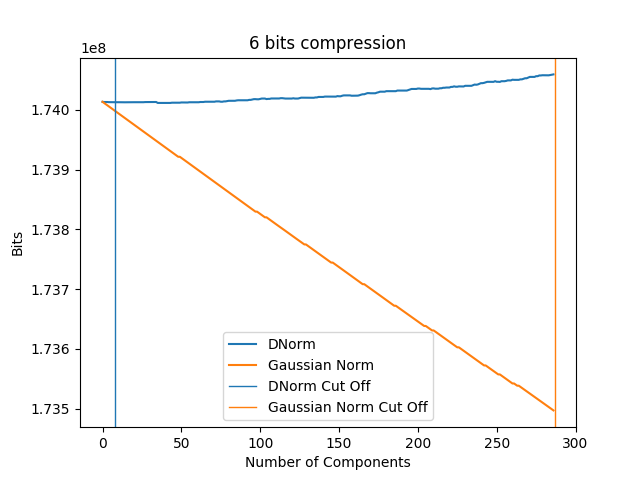 6 bits compression
1e8
1.740
1.739
1.738
1.737
1.736
1.735
Bits
DNorm
Gaussian Norm
DNorm Cut Off
Gaussian Norm Cut Off
0 50 100 150 200 250 300
Number of Components